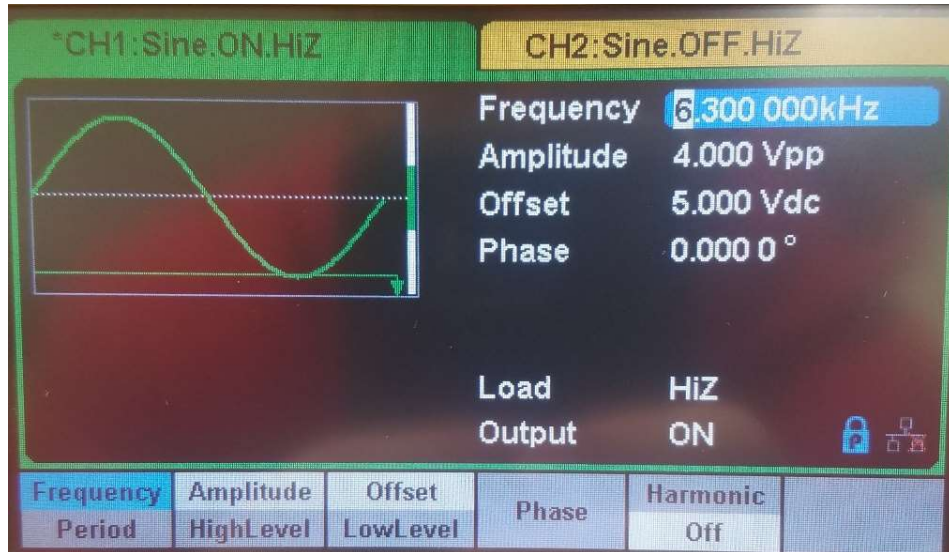 *CH1:Sine.ON.HiZ
CH2:Sine.OFF.HiZ
Frequency 6.300 000kHz
Amplitude 4.000 Vpp
Offset 5.000 Vdc
Phase 0.000 0 °
Load HiZ
Output ON
Frequency Amplitude Offset Phase Harmonic
Period HighLevel LowLevel Off